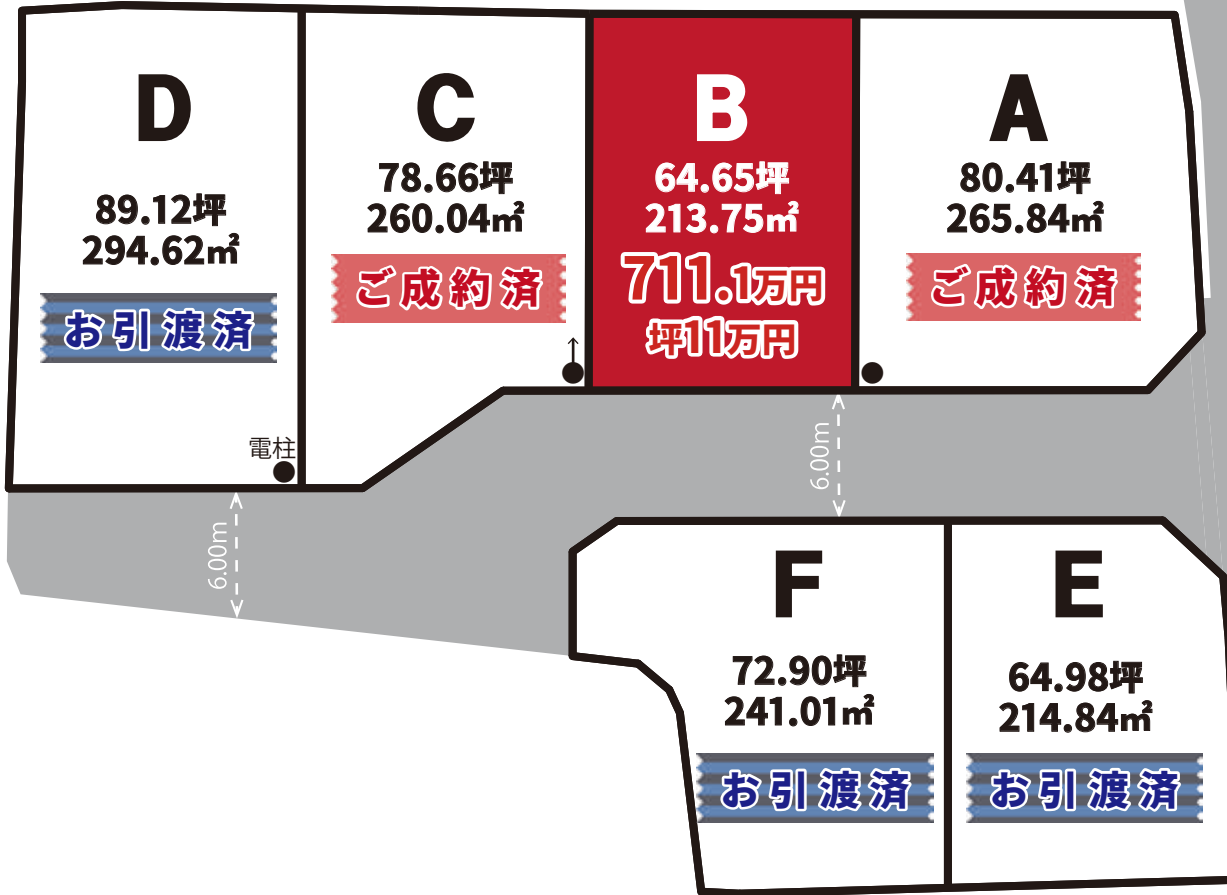 D
89.12坪
294.62㎡
お引渡済
電柱
6.00m
C
78.66坪
260.04㎡
ご成約済
B
64.65坪
213.75㎡
711.1万円
坪11万円
A
80.41坪
265.84㎡
ご成約済
6.00m
F
72.90坪
241.01㎡
お引渡済
E
64.98坪
214.84㎡
お引渡済